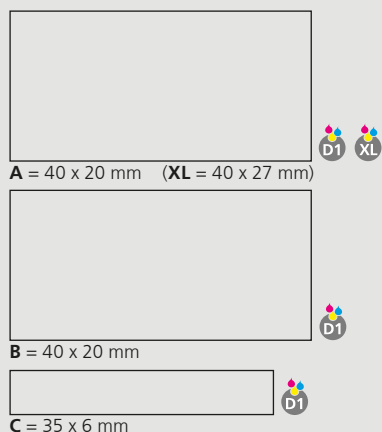 D1 XL
A = 40 x 20 mm (XL = 40 x 27 mm)
D1
B = 40 x 20 mm
D1
C = 35 x 6 mm